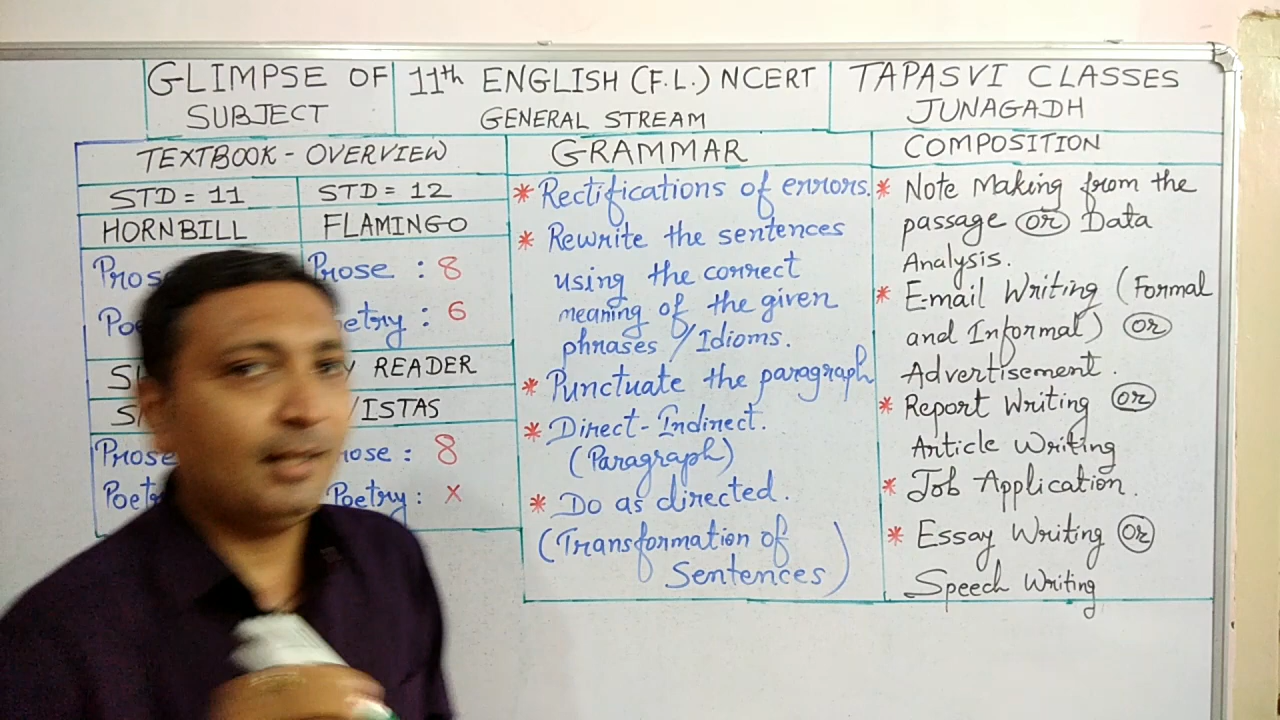 GLIMPSE OF
SUBJECT
11th ENGLISH (F.L.) NCERT
GENERAL STREAM
TAPASVI CLASSES
JUNAGADH
TEXTBOOK - OVERVIEW
STD = 11
STD = 12
HORNBILL
FLAMINGO
Prose : 8
: 6
READER
VISTAS
Prose
: 8
Poetry : X
GRAMMAR
* Rectifications of errors.
* Rewrite the sentences
using the correct
meaning of the given
phrases / Idioms.
* Punctuate the paragraph
* Direct - Indirect.
(Paragraph)
* Do as directed.
(Transformation of
Sentences)
COMPOSITION
* Note Making from the
passage or Data
Analysis.
* E-mail Writing (Formal
and Informal) or
Advertisement.
* Report Writing or
Article Writing
* Job Application.
* Essay Writing or
Speech Writing